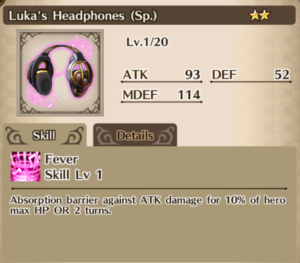 Luka's Headphones (Sp.)
Lv.1/20
ATK 93 DEF 52
MDEF 114
Skill Details
Fever
Skill Lv 1
Absorption barrier against ATK damage for 10% of hero
max HP OR 2 turns.